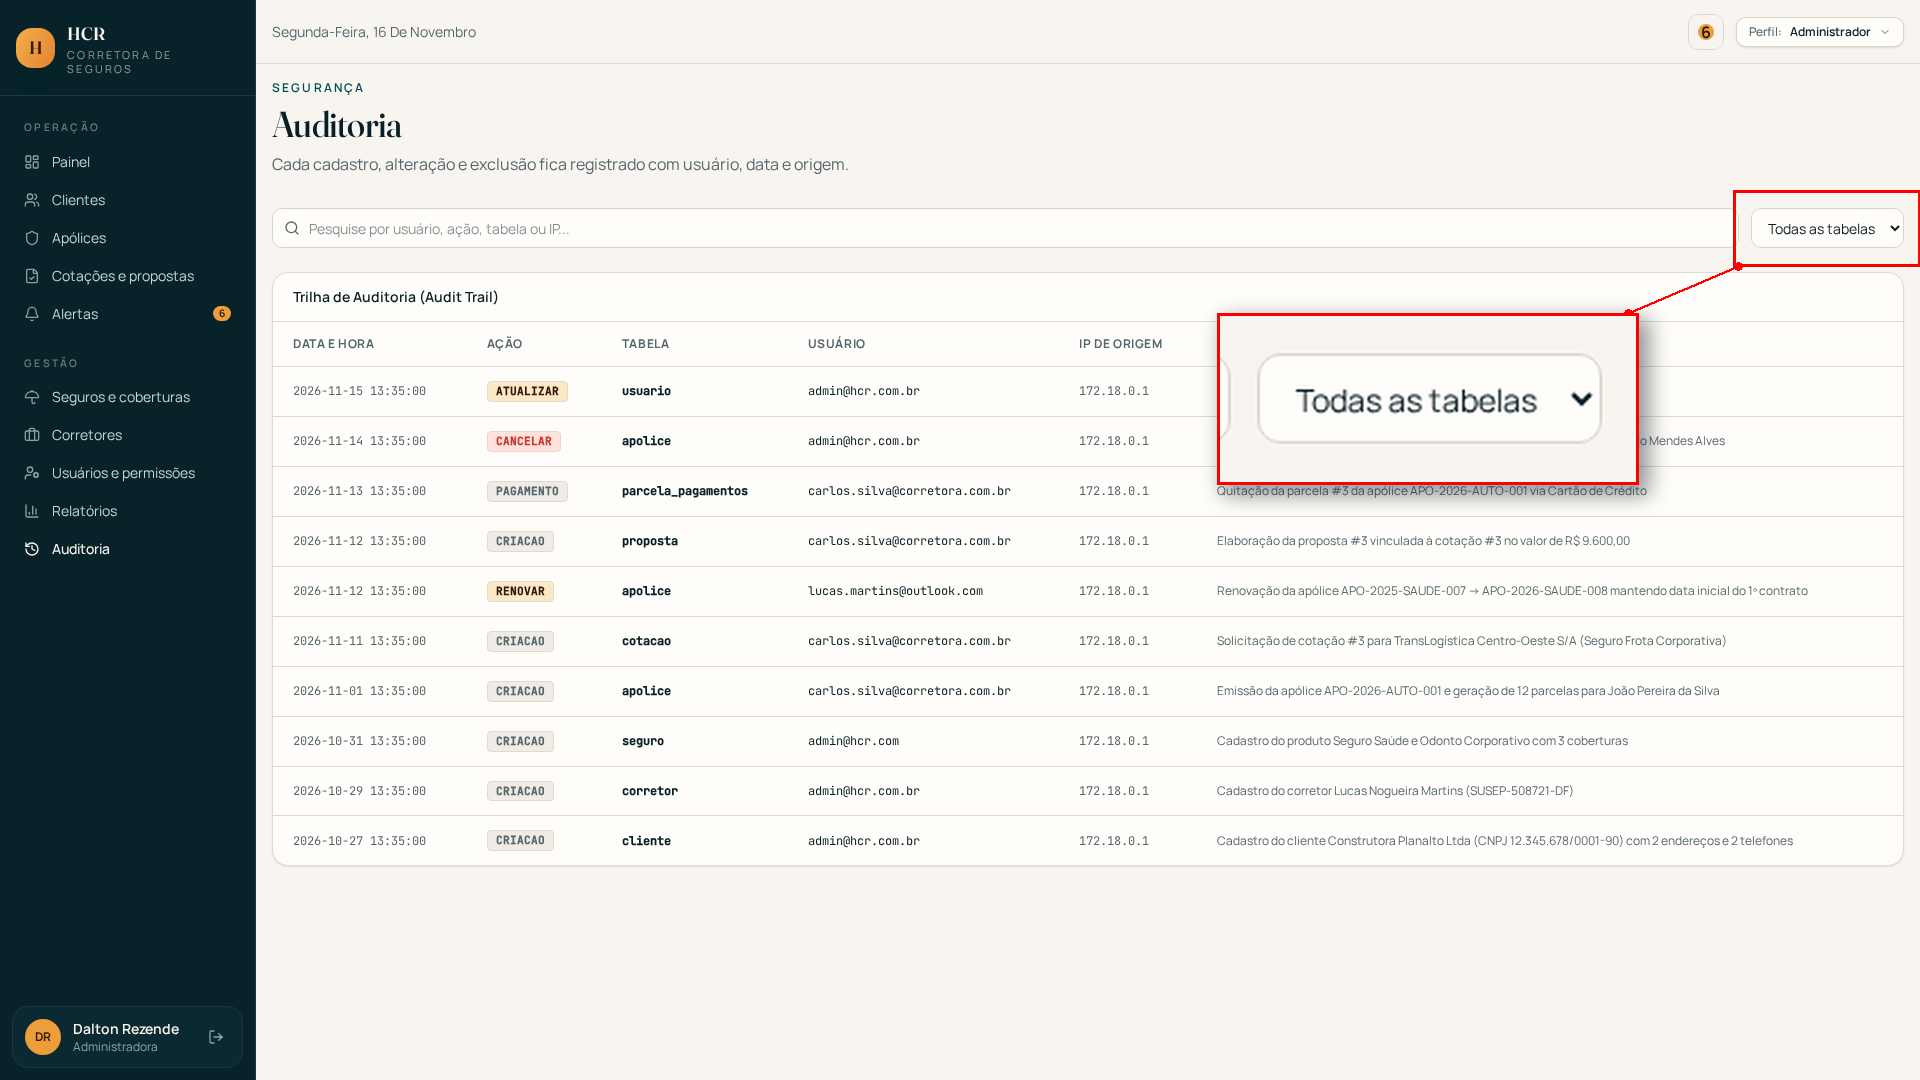 H
HCR
CORRETORA DE
SEGUROS
OPERAÇÃO
Painel
Clientes
Apólices
Cotações e propostas
Alertas 6
GESTÃO
Seguros e coberturas
Corretores
Usuários e permissões
Relatórios
Auditoria
DR
Dalton Rezende
Administradora
Segunda-Feira, 16 De Novembro
6
Perfil: Administrador
SEGURANÇA
Auditoria
Cada cadastro, alteração e exclusão fica registrado com usuário, data e origem.
Pesquise por usuário, ação, tabela ou IP...
Todas as tabelas
Trilha de Auditoria (Audit Trail)
Todas as tabelas
DATA E HORA AÇÃO TABELA USUÁRIO IP DE ORIGEM
2026-11-15 13:35:00 ATUALIZAR usuario admin@hcr.com.br 172.18.0.1
2026-11-14 13:35:00 CANCELAR apolice admin@hcr.com.br 172.18.0.1 o Mendes Alves
2026-11-13 13:35:00 PAGAMENTO parcela_pagamentos carlos.silva@corretora.com.br 172.18.0.1 Quitação da parcela #3 da apólice APO-2026-AUTO-001 via Cartão de Crédito
2026-11-12 13:35:00 CRIACAO proposta carlos.silva@corretora.com.br 172.18.0.1 Elaboração da proposta #3 vinculada à cotação #3 no valor de R$ 9.600,00
2026-11-12 13:35:00 RENOVAR apolice lucas.martins@outlook.com 172.18.0.1 Renovação da apólice APO-2025-SAUDE-007 → APO-2026-SAUDE-008 mantendo data inicial do 1º contrato
2026-11-11 13:35:00 CRIACAO cotacao carlos.silva@corretora.com.br 172.18.0.1 Solicitação de cotação #3 para TransLogística Centro-Oeste S/A (Seguro Frota Corporativa)
2026-11-01 13:35:00 CRIACAO apolice carlos.silva@corretora.com.br 172.18.0.1 Emissão da apólice APO-2026-AUTO-001 e geração de 12 parcelas para João Pereira da Silva
2026-10-31 13:35:00 CRIACAO seguro admin@hcr.com 172.18.0.1 Cadastro do produto Seguro Saúde e Odonto Corporativo com 3 coberturas
2026-10-29 13:35:00 CRIACAO corretor admin@hcr.com.br 172.18.0.1 Cadastro do corretor Lucas Nogueira Martins (SUSEP-508721-DF)
2026-10-27 13:35:00 CRIACAO cliente admin@hcr.com.br 172.18.0.1 Cadastro do cliente Construtora Planalto Ltda (CNPJ 12.345.678/0001-90) com 2 endereços e 2 telefones